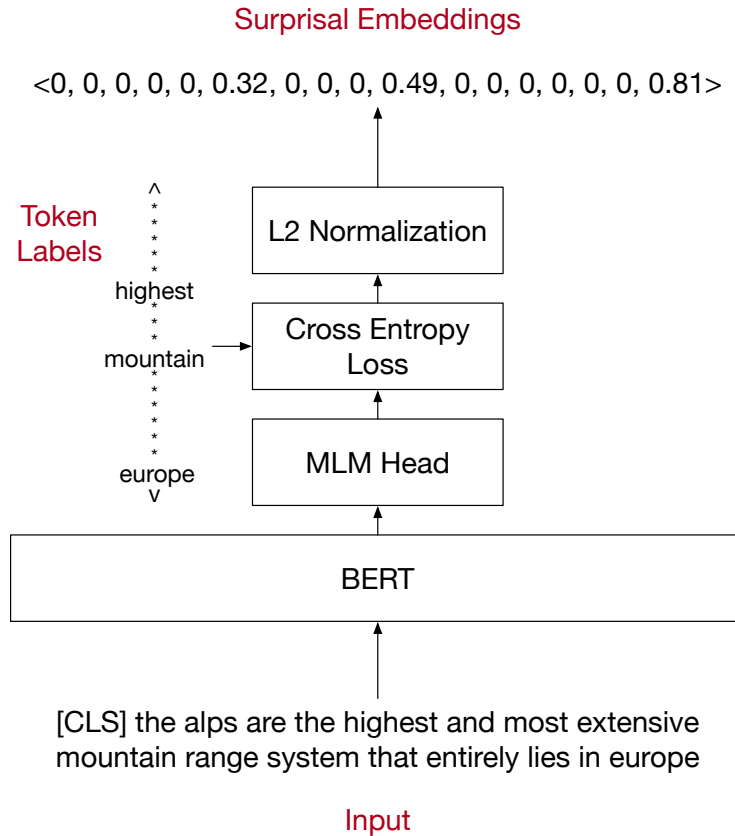 Surprisal Embeddings
<0, 0, 0, 0, 0, 0.32, 0, 0, 0, 0.49, 0, 0, 0, 0, 0, 0, 0.81>
Token
Labels
^
*
*
*
*
*
highest
*
*
*
mountain
*
*
*
*
*
*
europe
v
L2 Normalization
Cross Entropy
Loss
MLM Head
BERT
[CLS] the alps are the highest and most extensive
mountain range system that entirely lies in europe
Input